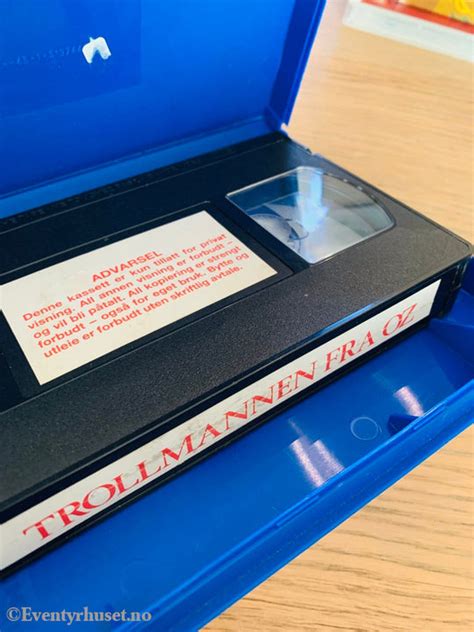 ADVARSEL
Denne kassett er kun tillatt for privat
visning. All annen visning er forbudt –
og vil bli påtalt. All kopiering er strengt
forbudt – også for eget bruk. Bytte og
utleie er forbudt uten skriftlig avtale.
TROLLMANNEN FRA OZ
©Eventyrhuset.no